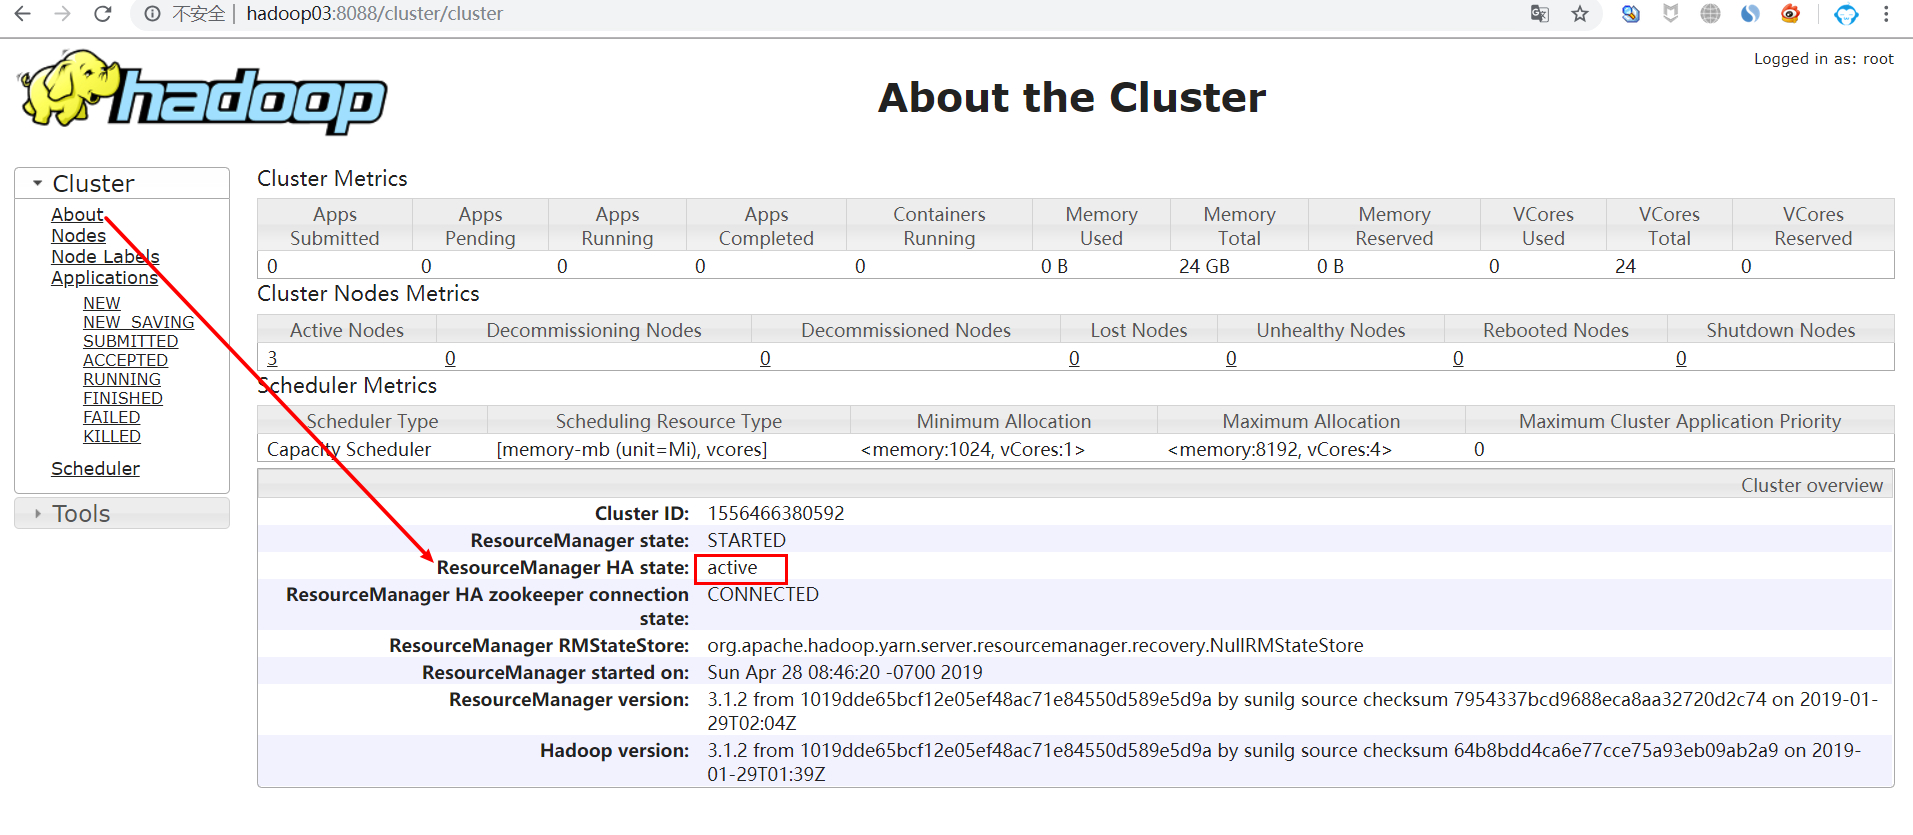 不安全 | hadoop03:8088/cluster/cluster
Logged in as: root
hadoop
About the Cluster
Cluster
About
Nodes
Node Labels
Applications
NEW
NEW_SAVING
SUBMITTED
ACCEPTED
RUNNING
FINISHED
FAILED
KILLED
Scheduler
Tools
Cluster Metrics
Apps Submitted Apps Pending Apps Running Apps Completed Containers Running Memory Used Memory Total Memory Reserved VCores Used VCores Total VCores Reserved
0 0 0 0 0 0 B 24 GB 0 B 0 24 0
Cluster Nodes Metrics
Active Nodes Decommissioning Nodes Decommissioned Nodes Lost Nodes Unhealthy Nodes Rebooted Nodes Shutdown Nodes
3 0 0 0 0 0 0
Scheduler Metrics
Scheduler Type Scheduling Resource Type Minimum Allocation Maximum Allocation Maximum Cluster Application Priority
Capacity Scheduler [memory-mb (unit=Mi), vcores] <memory:1024, vCores:1> <memory:8192, vCores:4> 0
Cluster overview
Cluster ID: 1556466380592
ResourceManager state: STARTED
ResourceManager HA state: active
ResourceManager HA zookeeper connection state: CONNECTED
ResourceManager RMStateStore: org.apache.hadoop.yarn.server.resourcemanager.recovery.NullRMStateStore
ResourceManager started on: Sun Apr 28 08:46:20 -0700 2019
ResourceManager version: 3.1.2 from 1019dde65bcf12e05ef48ac71e84550d589e5d9a by sunilg source checksum 7954337bcd9688eca8aa32720d2c74 on 2019-01-
29T02:04Z
Hadoop version: 3.1.2 from 1019dde65bcf12e05ef48ac71e84550d589e5d9a by sunilg source checksum 64b8bdd4ca6e77cce75a93eb09ab2a9 on 2019-
01-29T01:39Z